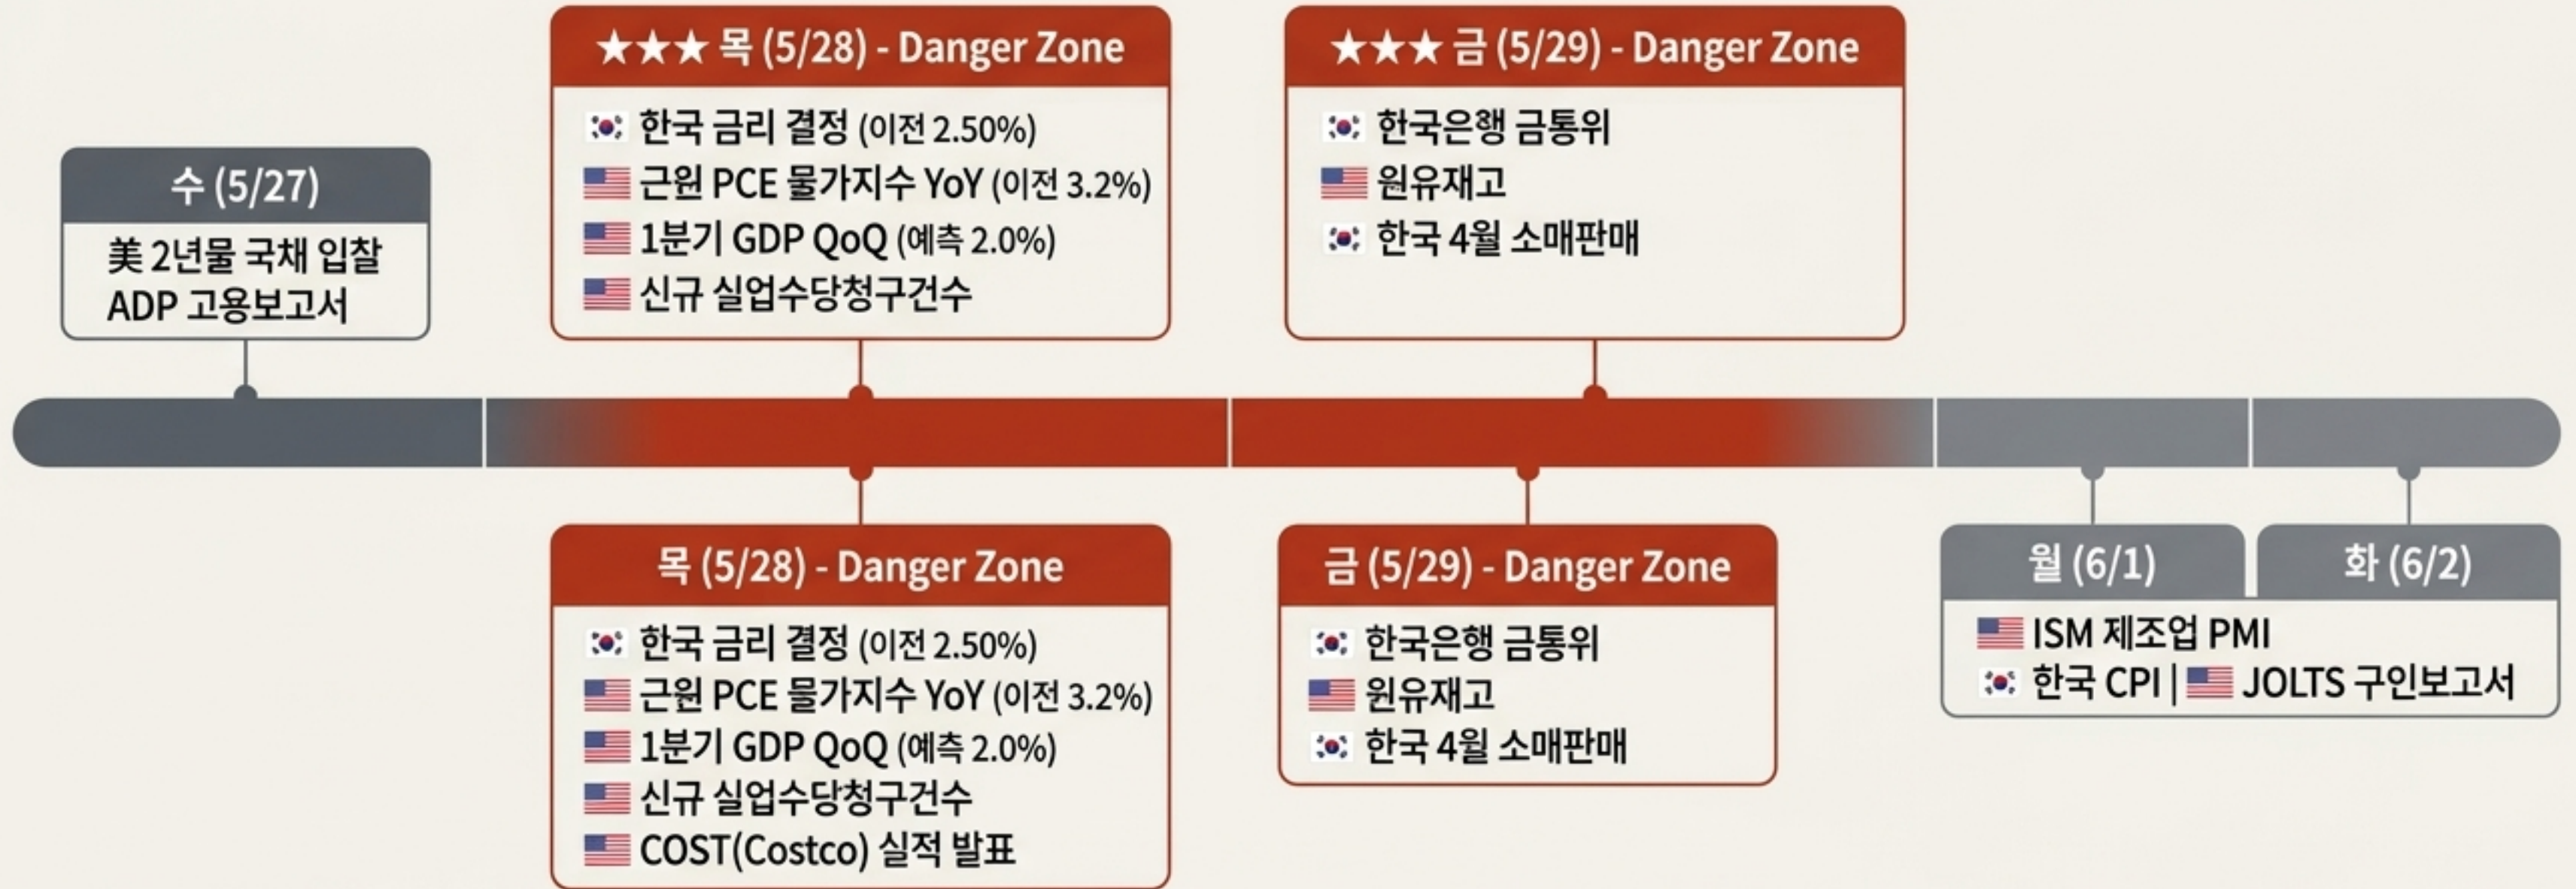 ★★★ 목 (5/28) - Danger Zone
한국 금리 결정 (이전 2.50%)
근원 PCE 물가지수 YoY (이전 3.2%)
1분기 GDP QoQ (예측 2.0%)
신규 실업수당청구건수
★★★ 금 (5/29) - Danger Zone
한국은행 금통위
원유재고
한국 4월 소매판매
수 (5/27)
美 2년물 국채 입찰
ADP 고용보고서
목 (5/28) - Danger Zone
한국 금리 결정 (이전 2.50%)
근원 PCE 물가지수 YoY (이전 3.2%)
1분기 GDP QoQ (예측 2.0%)
신규 실업수당청구건수
COST(Costco) 실적 발표
금 (5/29) - Danger Zone
한국은행 금통위
원유재고
한국 4월 소매판매
월 (6/1)
화 (6/2)
ISM 제조업 PMI
한국 CPI | JOLTS 구인보고서